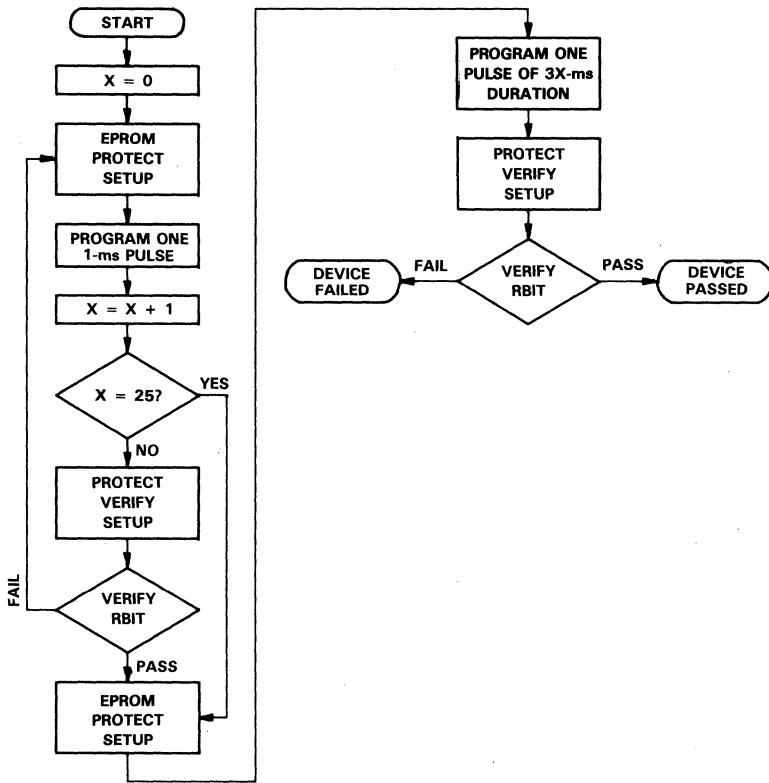 START
X = 0
EPROM
PROTECT
SETUP
PROGRAM ONE
1-ms PULSE
X = X + 1
X = 25?
YES
NO
PROTECT
VERIFY
SETUP
VERIFY
RBIT
FAIL
PASS
EPROM
PROTECT
SETUP
PROGRAM ONE
PULSE OF 3X-ms
DURATION
PROTECT
VERIFY
SETUP
VERIFY
RBIT
FAIL
DEVICE
FAILED
PASS
DEVICE
PASSED